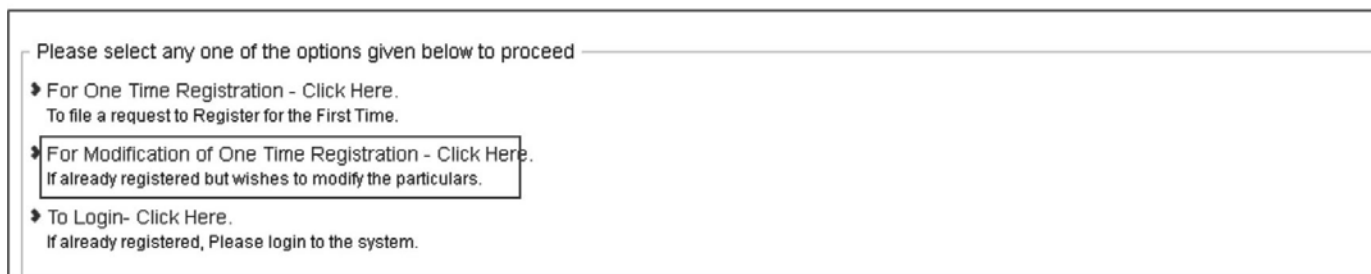 Please select any one of the options given below to proceed
For One Time Registration - Click Here.
To file a request to Register for the First Time.
For Modification of One Time Registration - Click Here.
If already registered but wishes to modify the particulars.
To Login- Click Here.
If already registered, Please login to the system.